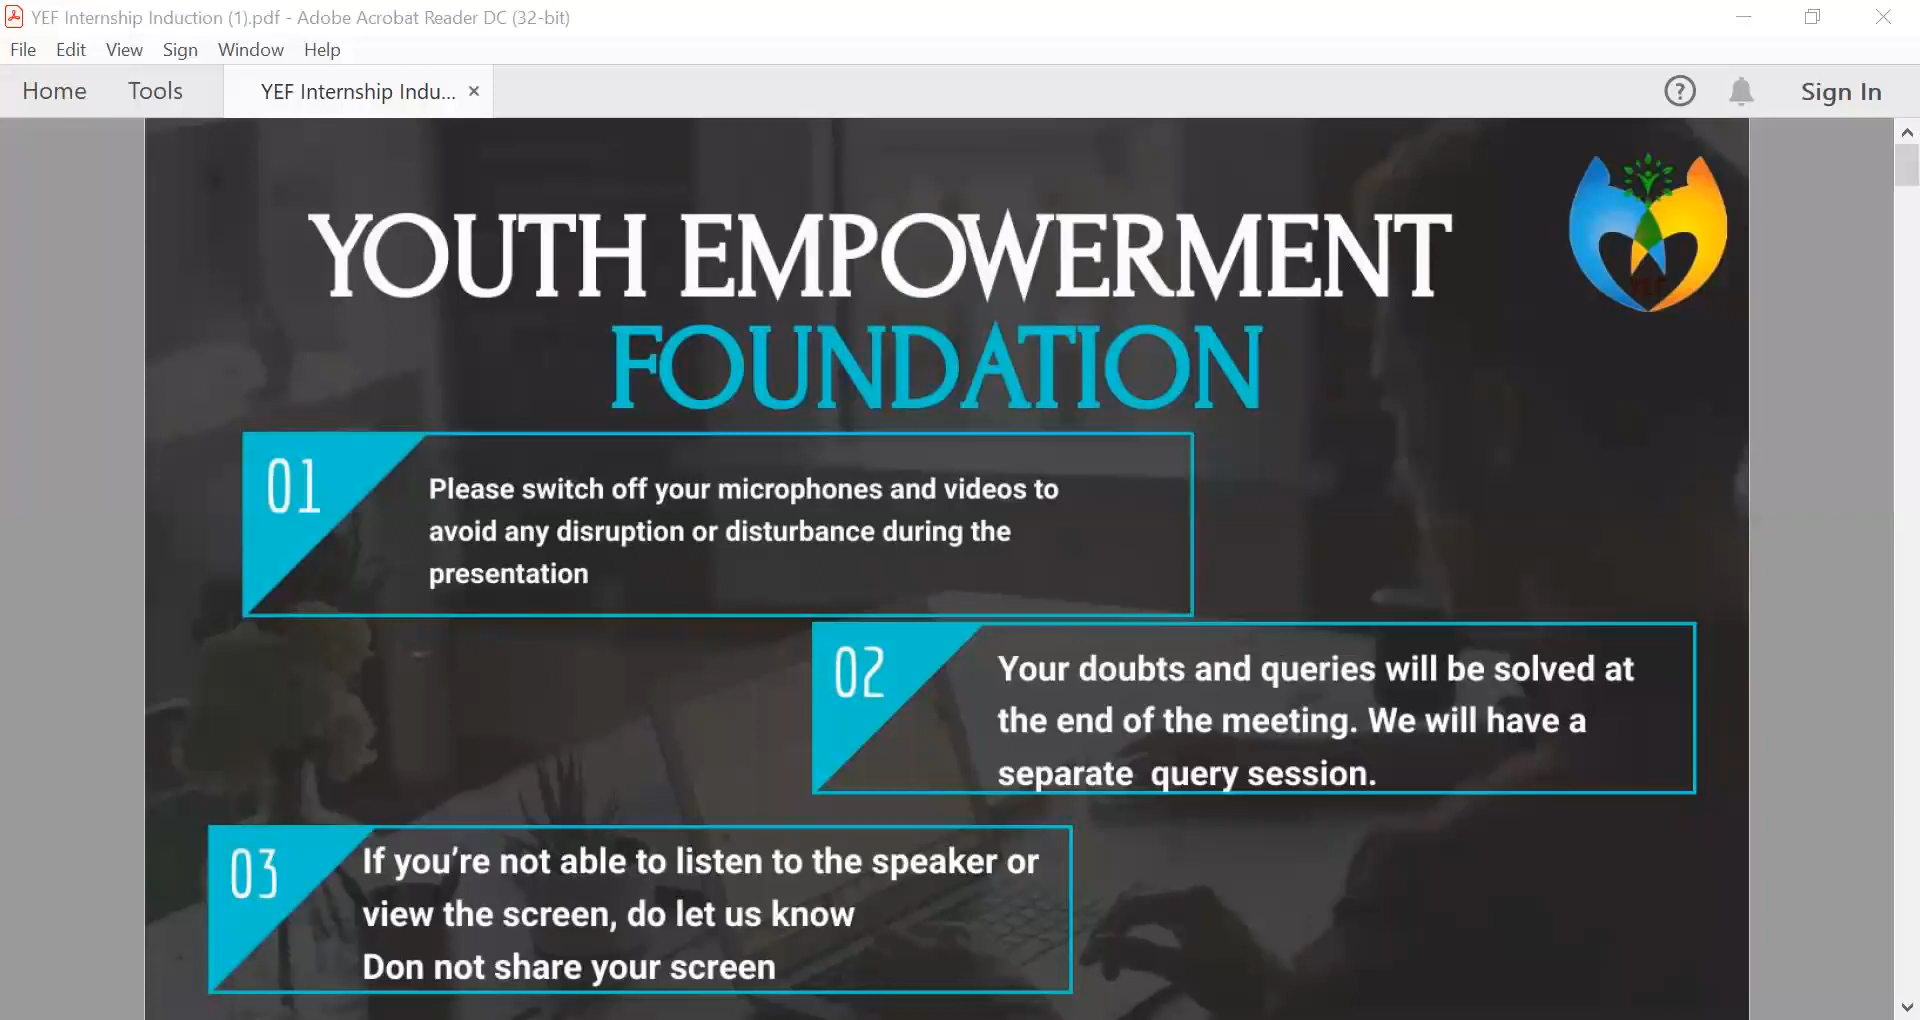 YEF Internship Induction (1).pdf - Adobe Acrobat Reader DC (32-bit)
File Edit View Sign Window Help
Home Tools YEF Internship Indu... × ? Sign In
YOUTH EMPOWERMENT
FOUNDATION
01
Please switch off your microphones and videos to
avoid any disruption or disturbance during the
presentation
02
Your doubts and queries will be solved at
the end of the meeting. We will have a
separate query session.
03
If you’re not able to listen to the speaker or
view the screen, do let us know
Don not share your screen